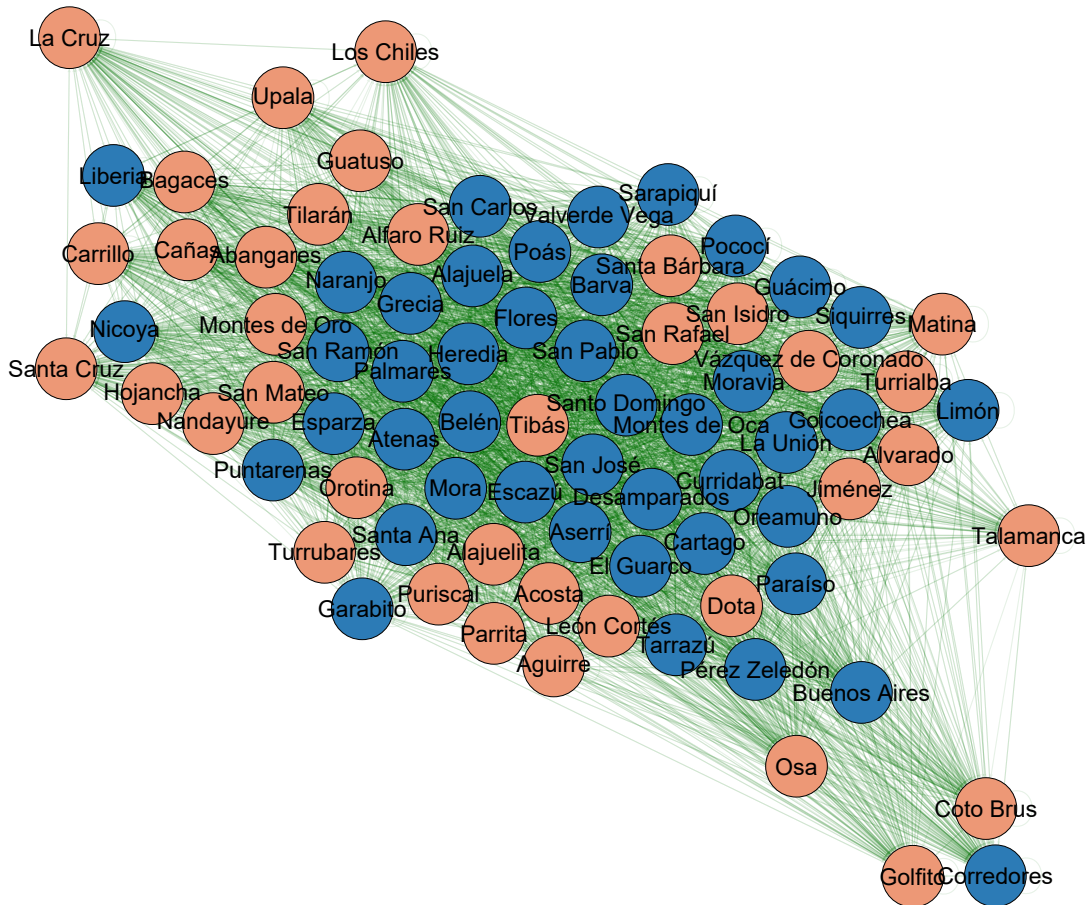 La Cruz
Los Chiles
Upala
Guatuso
Liberia
Bagaces
Sarapiquí
Tilarán
San Carlos
Valverde Vega
Alfaro Ruiz
Pococí
Carrillo
Cañas
Abangares
Poás
Santa Bárbara
Naranjo
Alajuela
Barva
Guácimo
Grecia
Flores
San Isidro
Siquirres
Nicoya
Montes de Oro
San Rafael
Matina
San Ramón
Heredia
San Pablo
Vázquez de Coronado
Santa Cruz
Palmares
Moravia
Turrialba
Hojancha
San Mateo
Santo Domingo
Limón
Nandayure
Esparza
Atenas
Belén
Tibás
Montes de Oca
Goicoechea
La Unión
Alvarado
Puntarenas
San José
Orotina
Mora
Escazú
Desamparados
Curridabat
Jiménez
Oreamuno
Turrubares
Santa Ana
Alajuelita
Aserrí
Cartago
Talamanca
El Guarco
Paraíso
Garabito
Puriscal
Acosta
Dota
Parrita
León Cortés
Tarrazú
Aguirre
Pérez Zeledón
Buenos Aires
Osa
Coto Brus
Golfito
Corredores